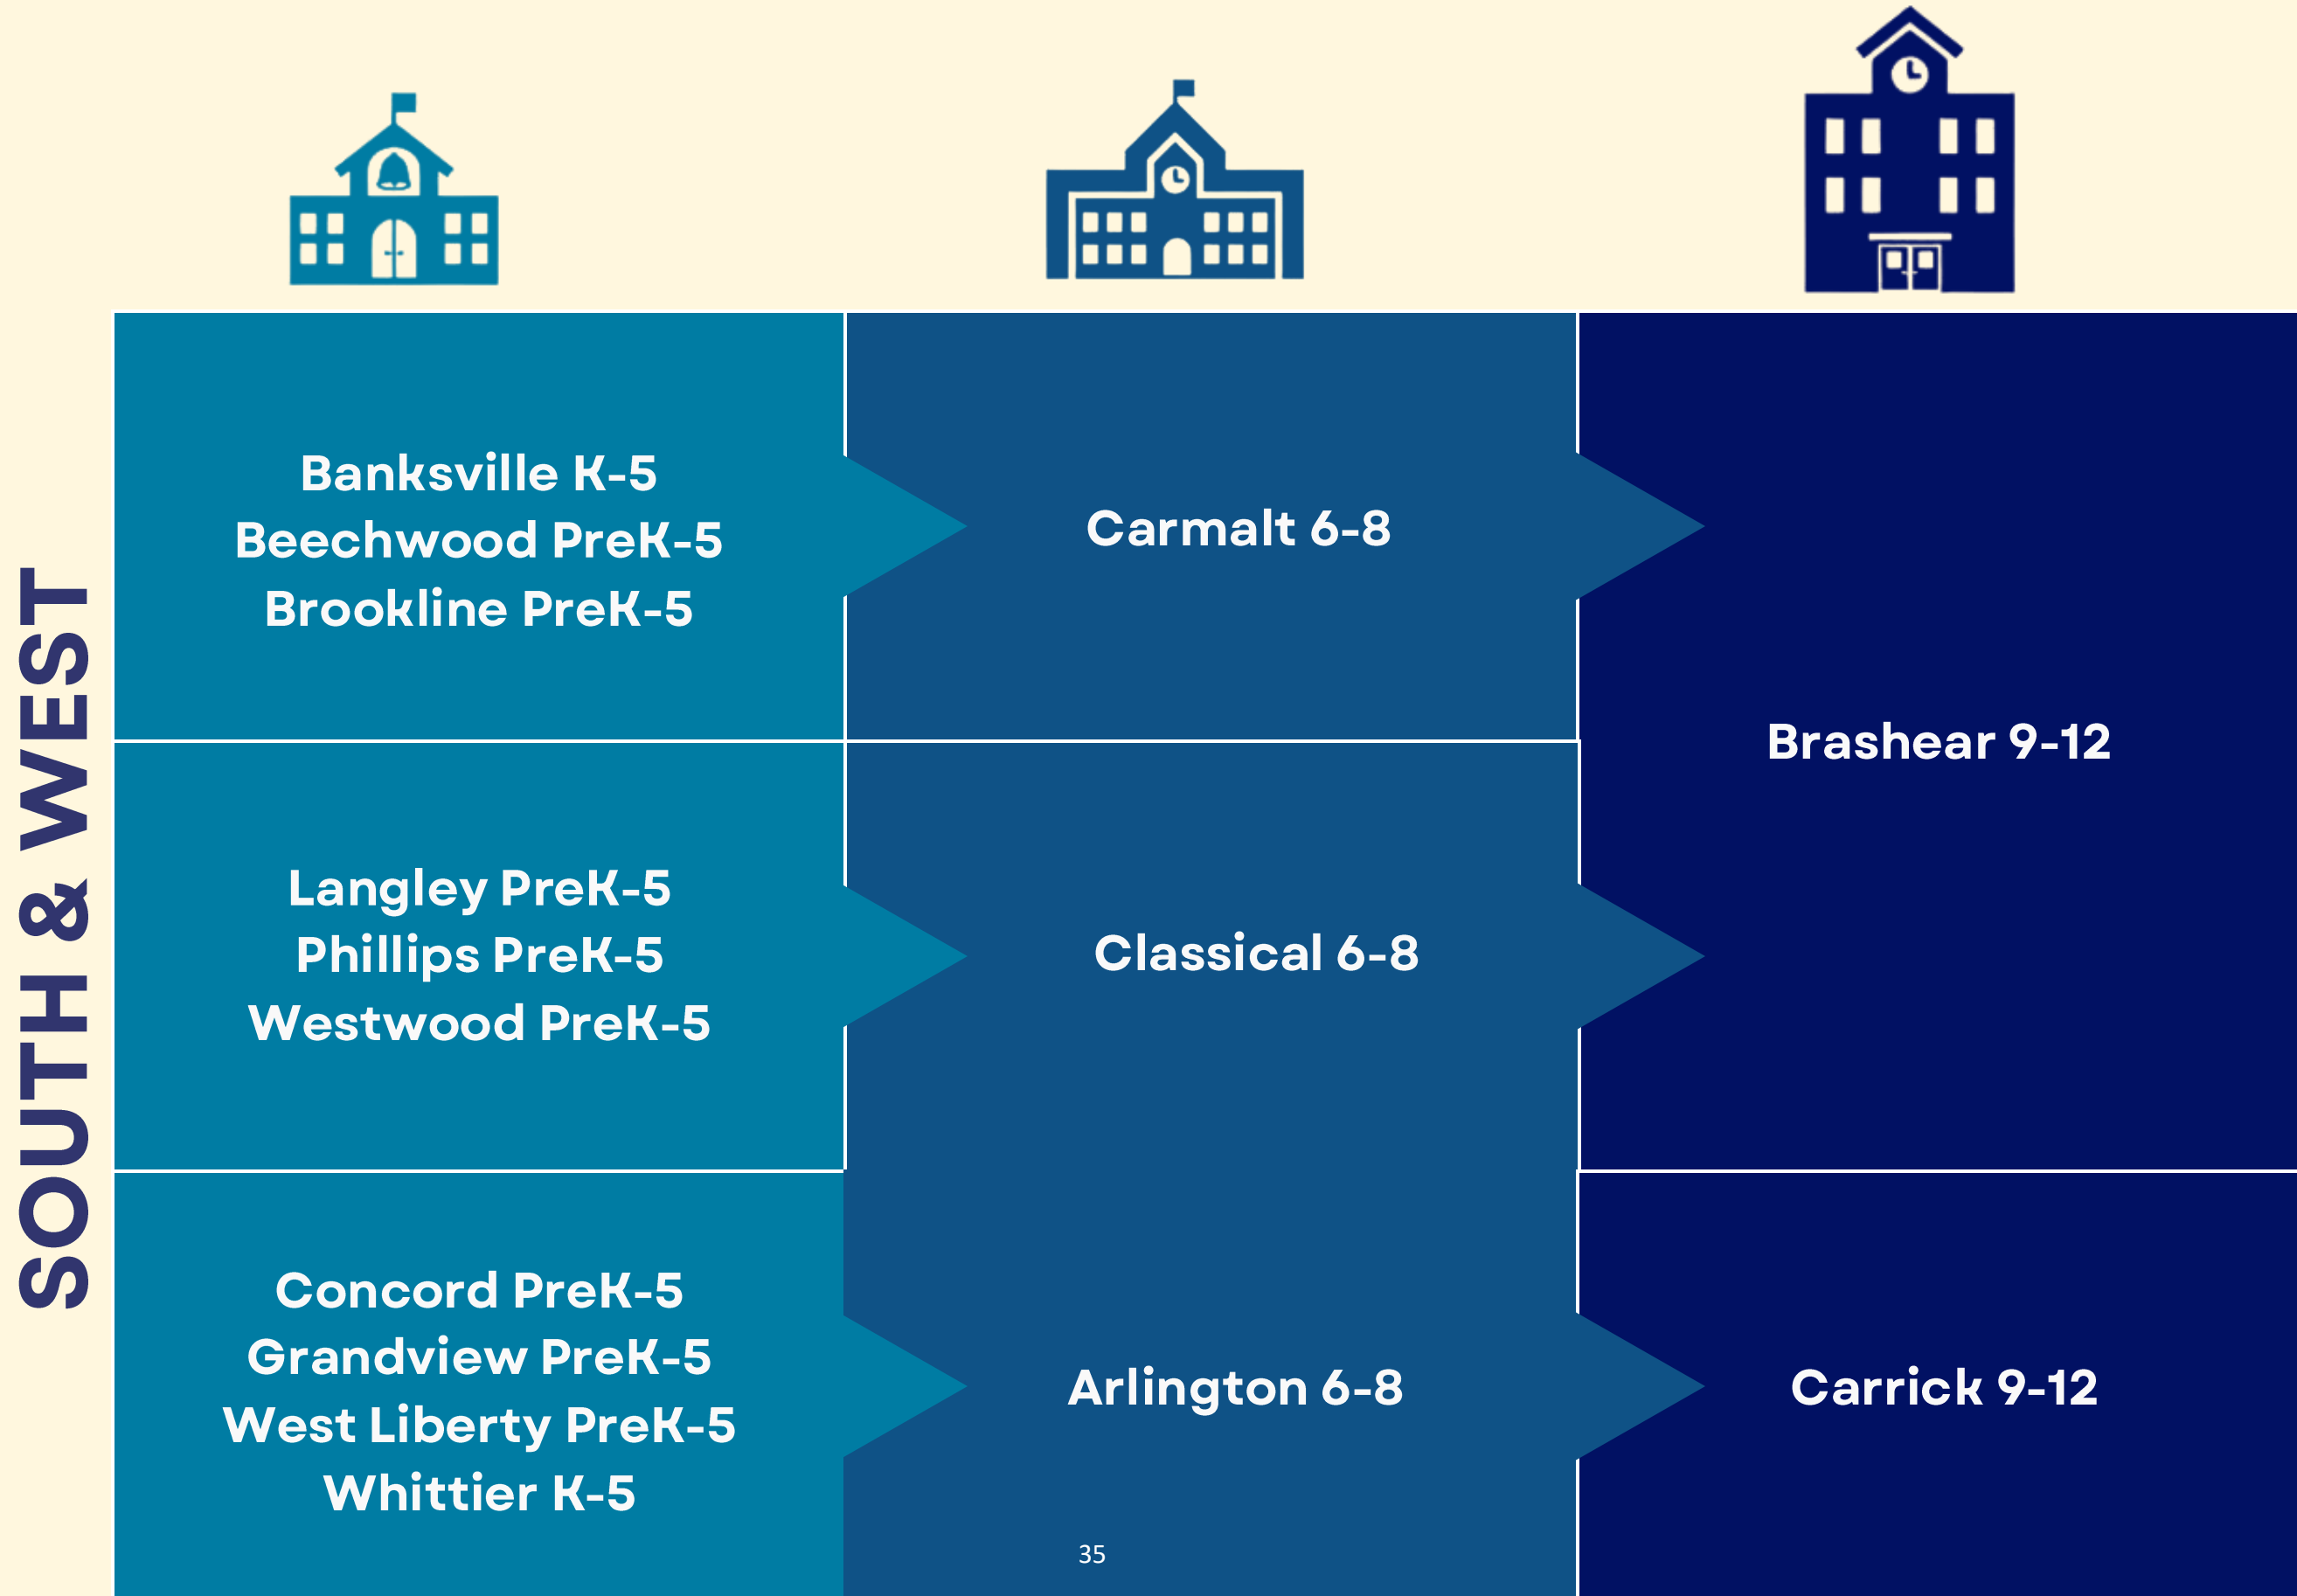 SOUTH & WEST
Banksville K-5
Beechwood PreK-5
Brookline PreK-5
Carmalt 6-8
Brashear 9-12
Langley PreK-5
Phillips PreK-5
Westwood PreK-5
Classical 6-8
Concord PreK-5
Grandview PreK-5
West Liberty PreK-5
Whittier K-5
Arlington 6-8
Carrick 9-12
35